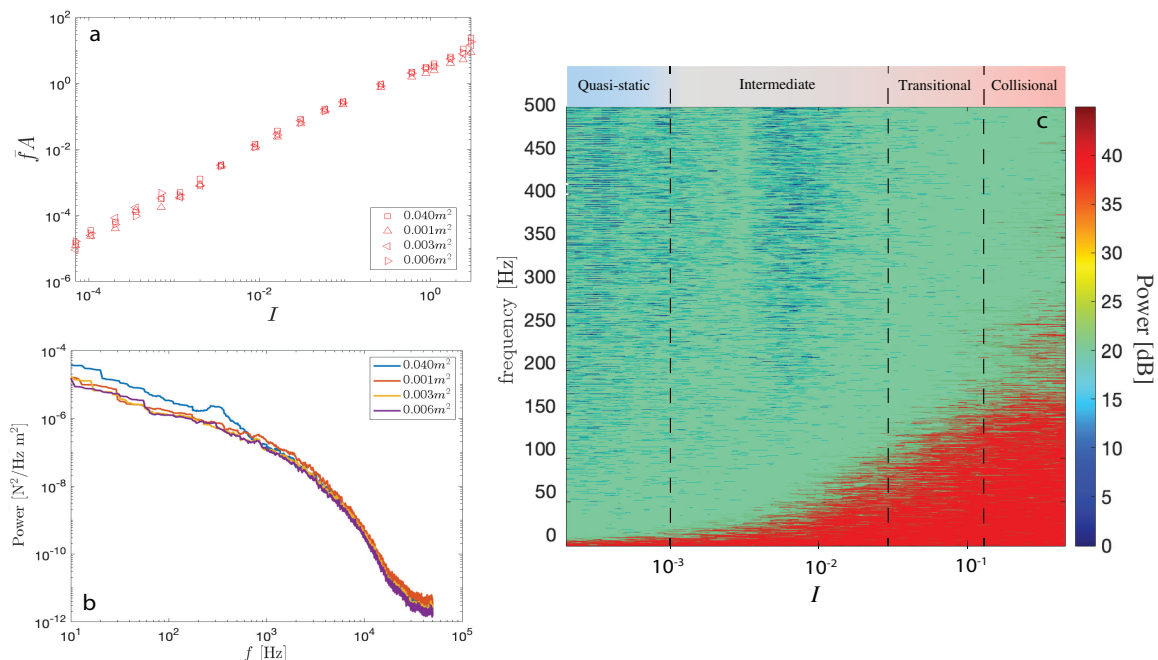 a
10^2
10^0
10^-2
10^-4
10^-6
f̄A
10^-4
10^-2
10^0
I
0.040m^2
0.001m^2
0.003m^2
0.006m^2
b
10^-4
10^-6
10^-8
10^-10
10^-12
Power [N^2/Hz m^2]
10^1
10^2
10^3
10^4
10^5
f [Hz]
0.040m^2
0.001m^2
0.003m^2
0.006m^2
Quasi-static
Intermediate
Transitional
Collisional
c
500
450
400
350
300
250
200
150
100
50
0
frequency [Hz]
10^-3
10^-2
10^-1
I
40
35
30
25
20
15
10
5
0
Power [dB]